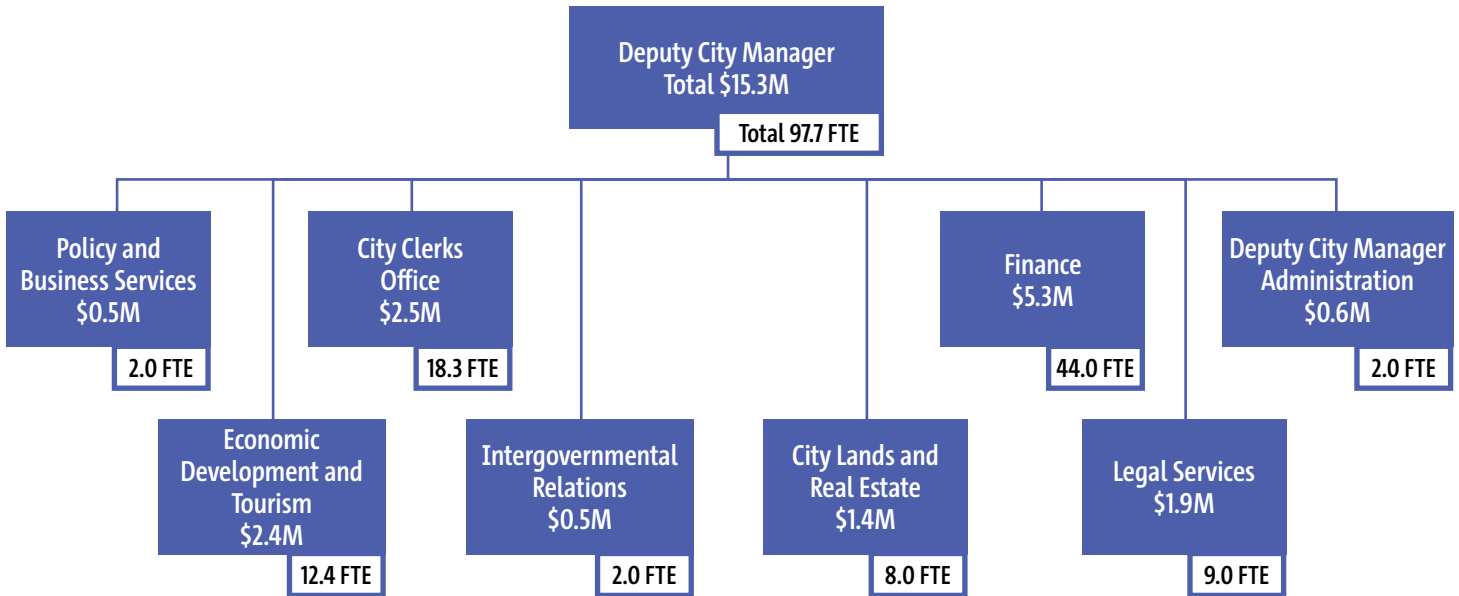 Deputy City Manager
Total $15.3M
Total 97.7 FTE
Policy and
Business Services
$0.5M
2.0 FTE
City Clerks
Office
$2.5M
18.3 FTE
Finance
$5.3M
44.0 FTE
Deputy City Manager
Administration
$0.6M
2.0 FTE
Economic
Development and
Tourism
$2.4M
12.4 FTE
Intergovernmental
Relations
$0.5M
2.0 FTE
City Lands and
Real Estate
$1.4M
8.0 FTE
Legal Services
$1.9M
9.0 FTE